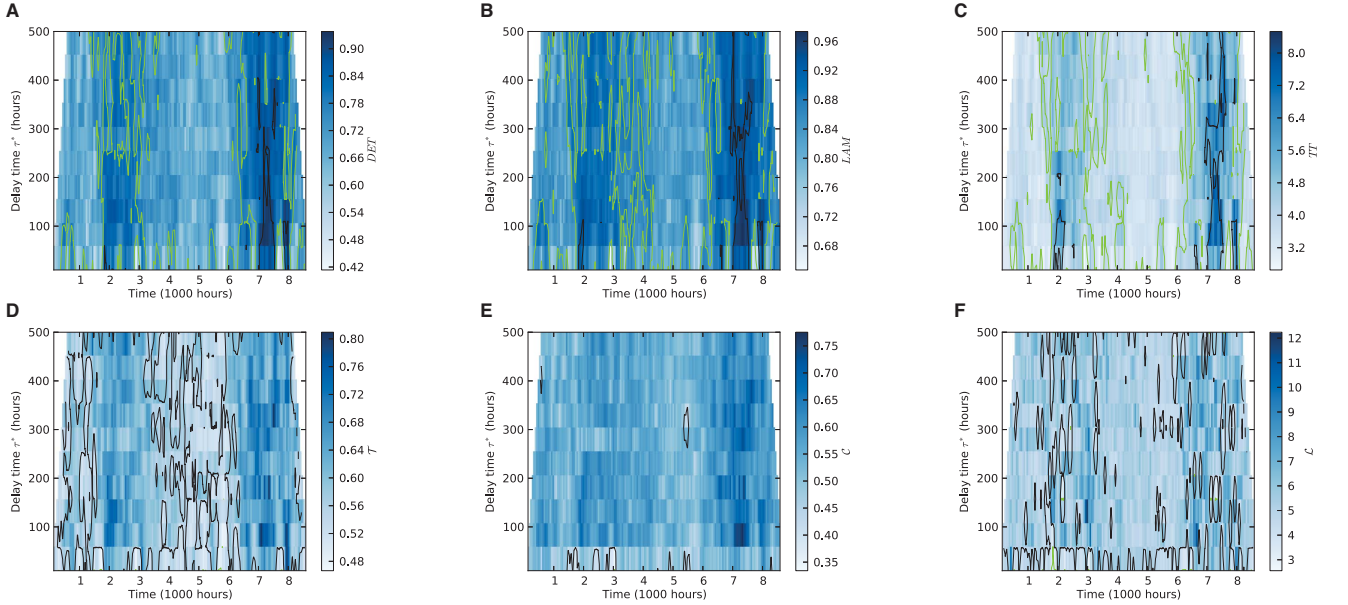 A
500
400
300
200
100
Delay time τ* (hours)
1 2 3 4 5 6 7 8
Time (1000 hours)
0.90
0.84
0.78
0.72
0.66
0.60
0.54
0.48
0.42
DET
B
500
400
300
200
100
Delay time τ* (hours)
1 2 3 4 5 6 7 8
Time (1000 hours)
0.96
0.92
0.88
0.84
0.80
0.76
0.72
0.68
LAM
C
500
400
300
200
100
Delay time τ* (hours)
1 2 3 4 5 6 7 8
Time (1000 hours)
8.0
7.2
6.4
5.6
4.8
4.0
3.2
TT
D
500
400
300
200
100
Delay time τ* (hours)
1 2 3 4 5 6 7 8
Time (1000 hours)
0.80
0.76
0.72
0.68
0.64
0.60
0.56
0.52
0.48
𝒯
E
500
400
300
200
100
Delay time τ* (hours)
1 2 3 4 5 6 7 8
Time (1000 hours)
0.75
0.70
0.65
0.60
0.55
0.50
0.45
0.40
0.35
𝒞
F
500
400
300
200
100
Delay time τ* (hours)
1 2 3 4 5 6 7 8
Time (1000 hours)
12
11
10
9
8
7
6
5
4
3
ℒ